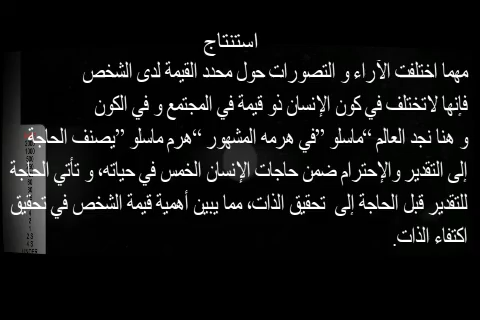 استنتاج
مهما اختلفت الآراء و التصورات حول محدد القيمة لدى الشخص
فإنها لاتختلف في كون الإنسان ذو قيمة في المجتمع و في الكون
و هنا نجد العالم “ماسلو ”في هرمه المشهور “هرم ماسلو ”يصنف الحاجة
إلى التقدير والإحترام ضمن حاجات الإنسان الخمس في حياته، و تأتي الحاجة
للتقدير قبل الحاجة إلى تحقيق الذات، مما يبين أهمية قيمة الشخص في تحقيق
اكتفاء الذات.